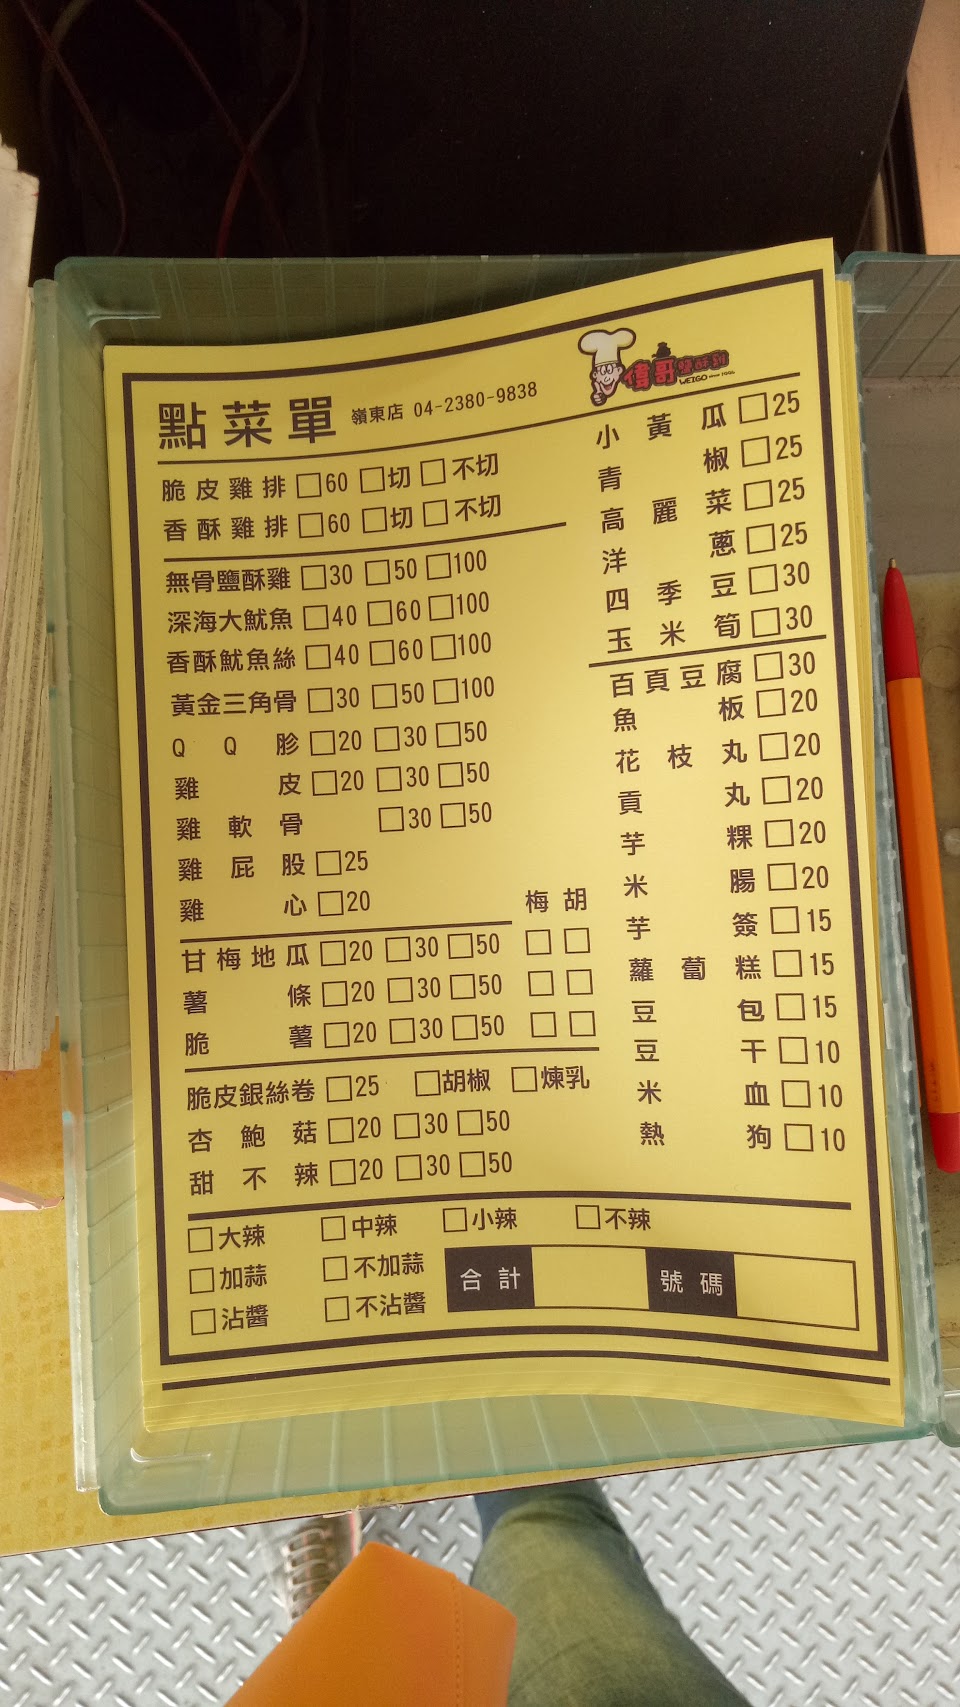 點菜單 嶺東店 04-2380-9838
偉哥鹽酥雞
WEIGO
脆皮雞排 □60 □切 □不切
香酥雞排 □60 □切 □不切
無骨鹽酥雞 □30 □50 □100
深海大魷魚 □40 □60 □100
香酥魷魚絲 □40 □60 □100
黃金三角骨 □30 □50 □100
QQ胗 □20 □30 □50
雞皮 □20 □30 □50
雞軟骨 □30 □50
雞屁股 □25
雞心 □20
梅 胡
甘梅地瓜 □20 □30 □50 □ □
薯條 □20 □30 □50 □ □
脆薯 □20 □30 □50 □ □
脆皮銀絲卷 □25 □胡椒 □煉乳
杏鮑菇 □20 □30 □50
甜不辣 □20 □30 □50
小黃瓜 □25
青椒 □25
高麗菜 □25
洋蔥 □25
四季豆 □30
玉米筍 □30
百頁豆腐 □30
魚板 □20
花枝丸 □20
貢丸 □20
芋粿 □20
米腸 □20
芋簽 □15
蘿蔔糕 □15
豆包 □15
豆干 □10
米血 □10
熱狗 □10
□大辣 □中辣 □小辣 □不辣
□加蒜 □不加蒜
□沾醬 □不沾醬
合計 號碼